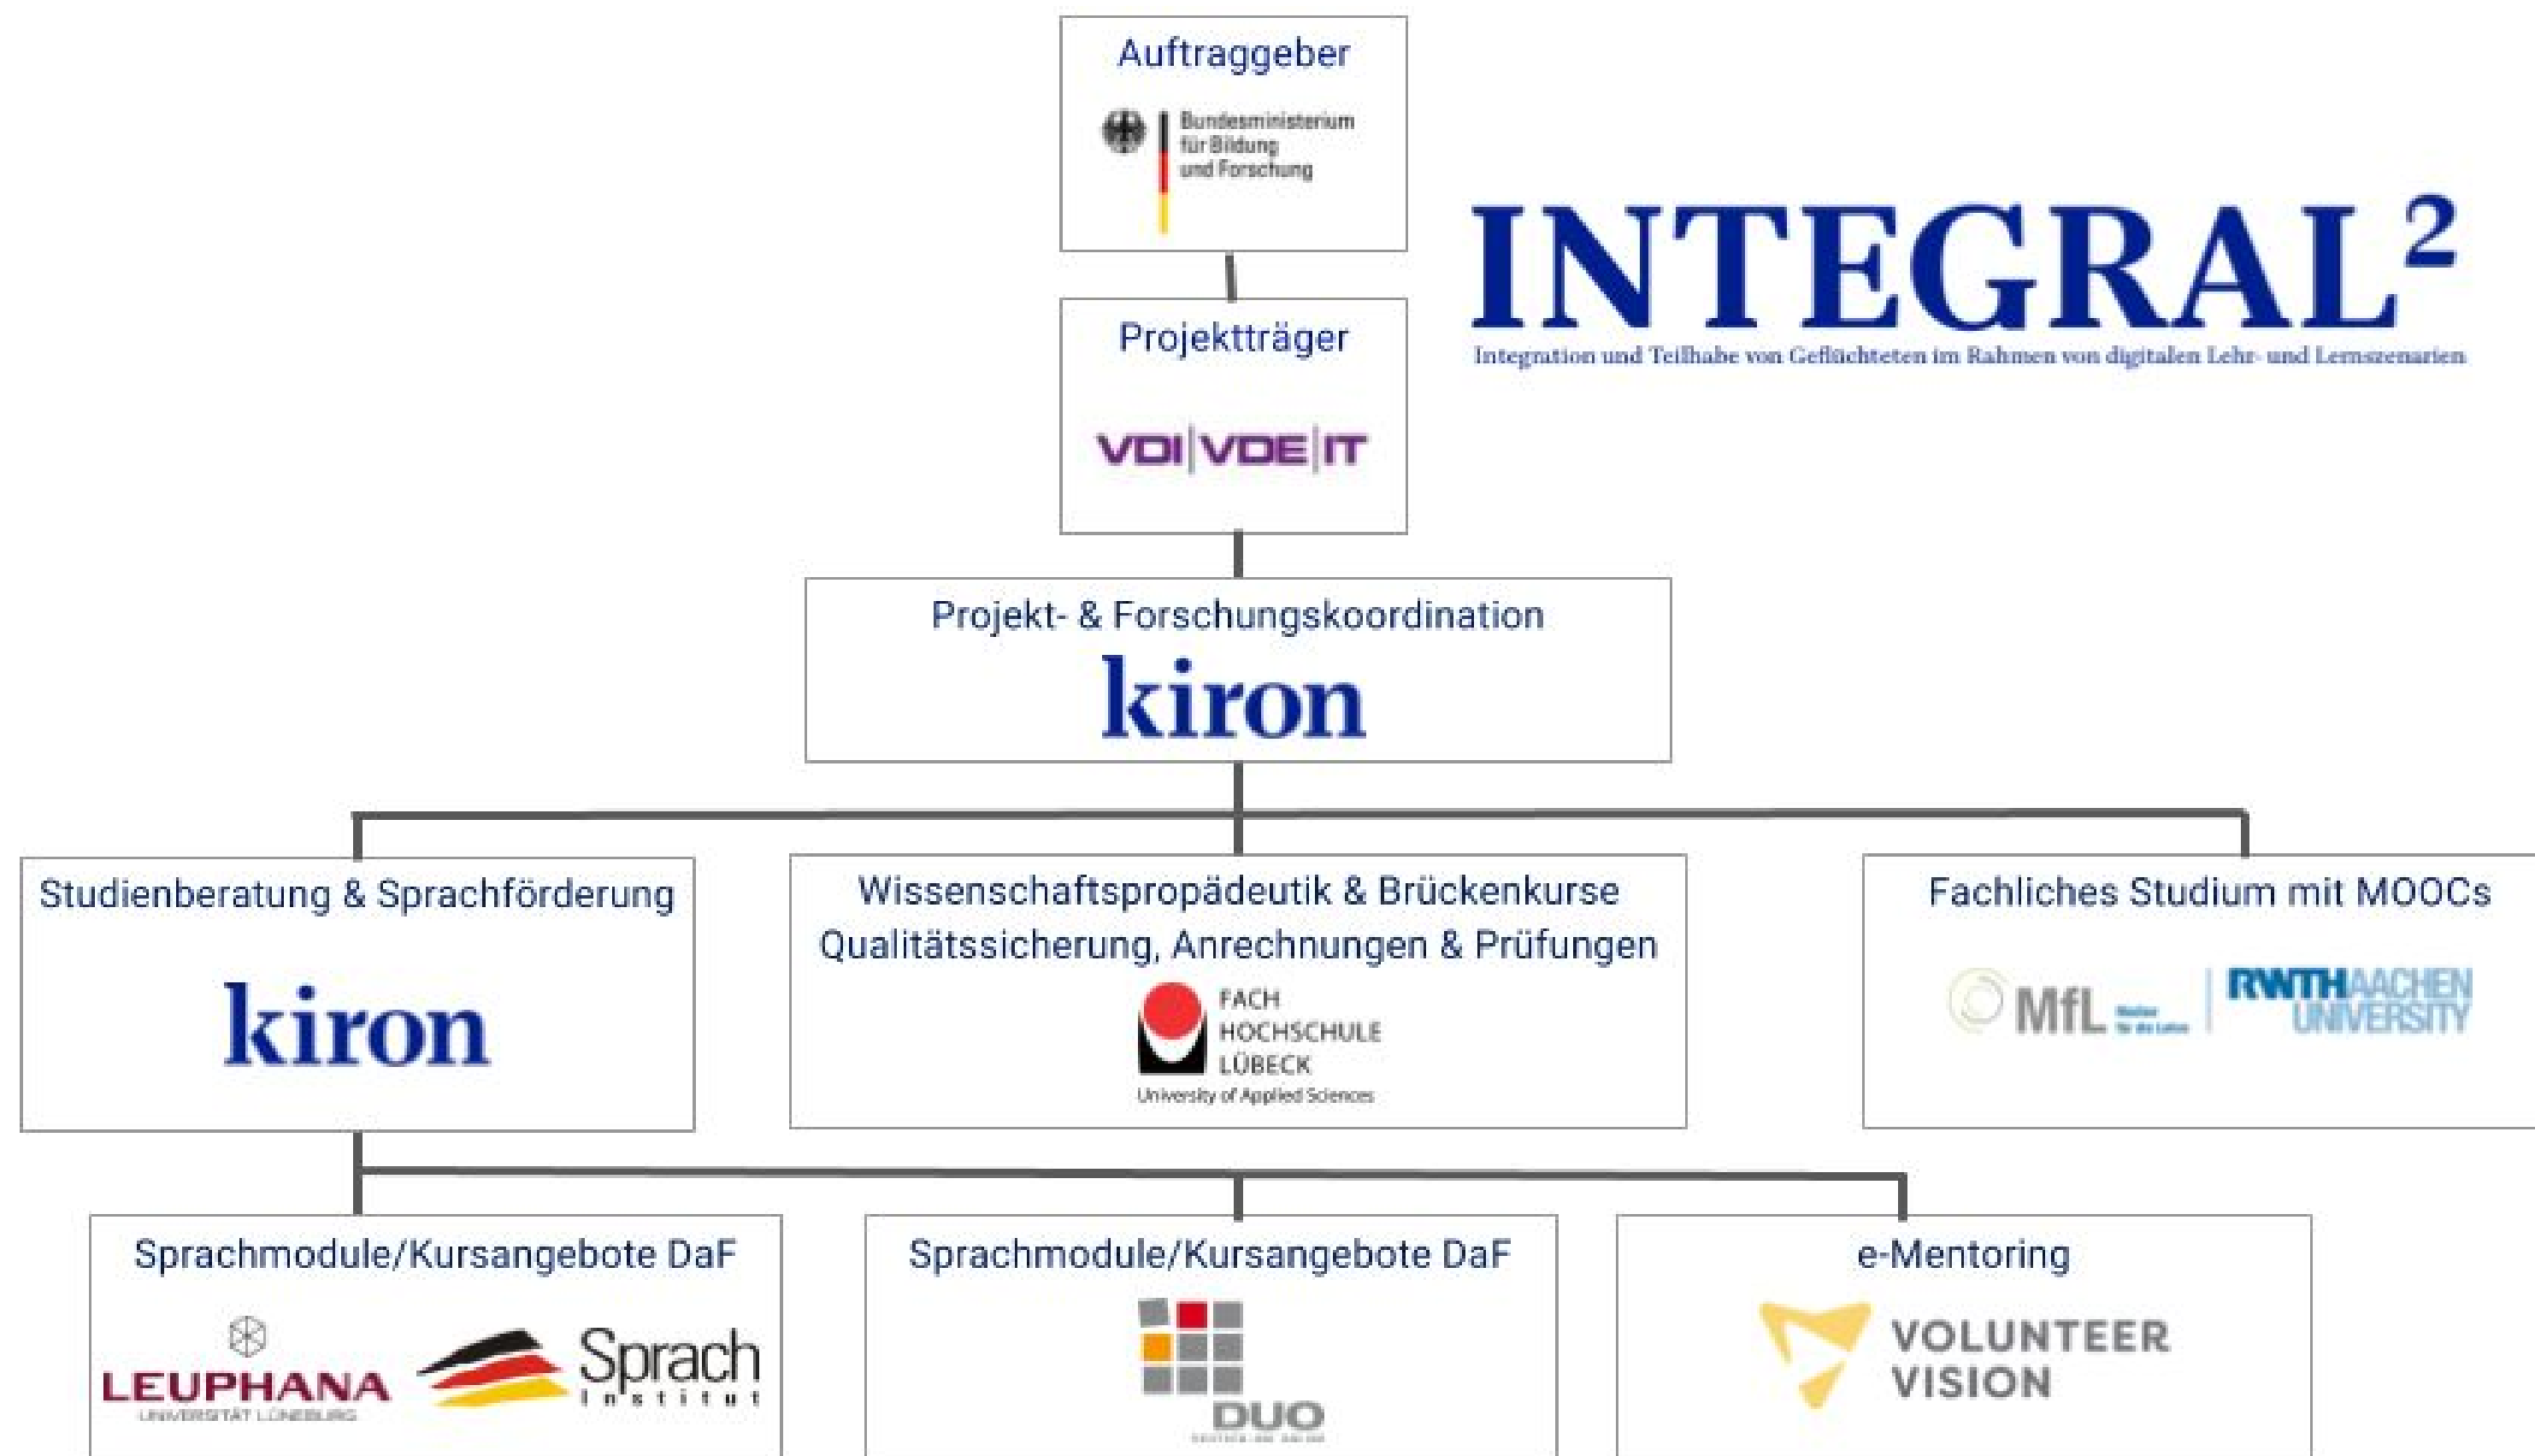 Auftraggeber
Bundesministerium
für Bildung
und Forschung
INTEGRAL²
Integration und Teilhabe von Geflüchteten im Rahmen von digitalen Lehr- und Lernszenarien
Projektträger
VDI|VDE|IT
Projekt- & Forschungskoordination
kiron
Studienberatung & Sprachförderung
kiron
Wissenschaftspropädeutik & Brückenkurse
Qualitätssicherung, Anrechnungen & Prüfungen
FACH
HOCHSCHULE
LÜBECK
University of Applied Sciences
Fachliches Studium mit MOOCs
MfL
RWTHAACHEN
UNIVERSITY
Sprachmodule/Kursangebote DaF
LEUPHANA
UNIVERSITÄT LÜNEBURG
Sprach
Institut
Sprachmodule/Kursangebote DaF
DUO
e-Mentoring
VOLUNTEER
VISION